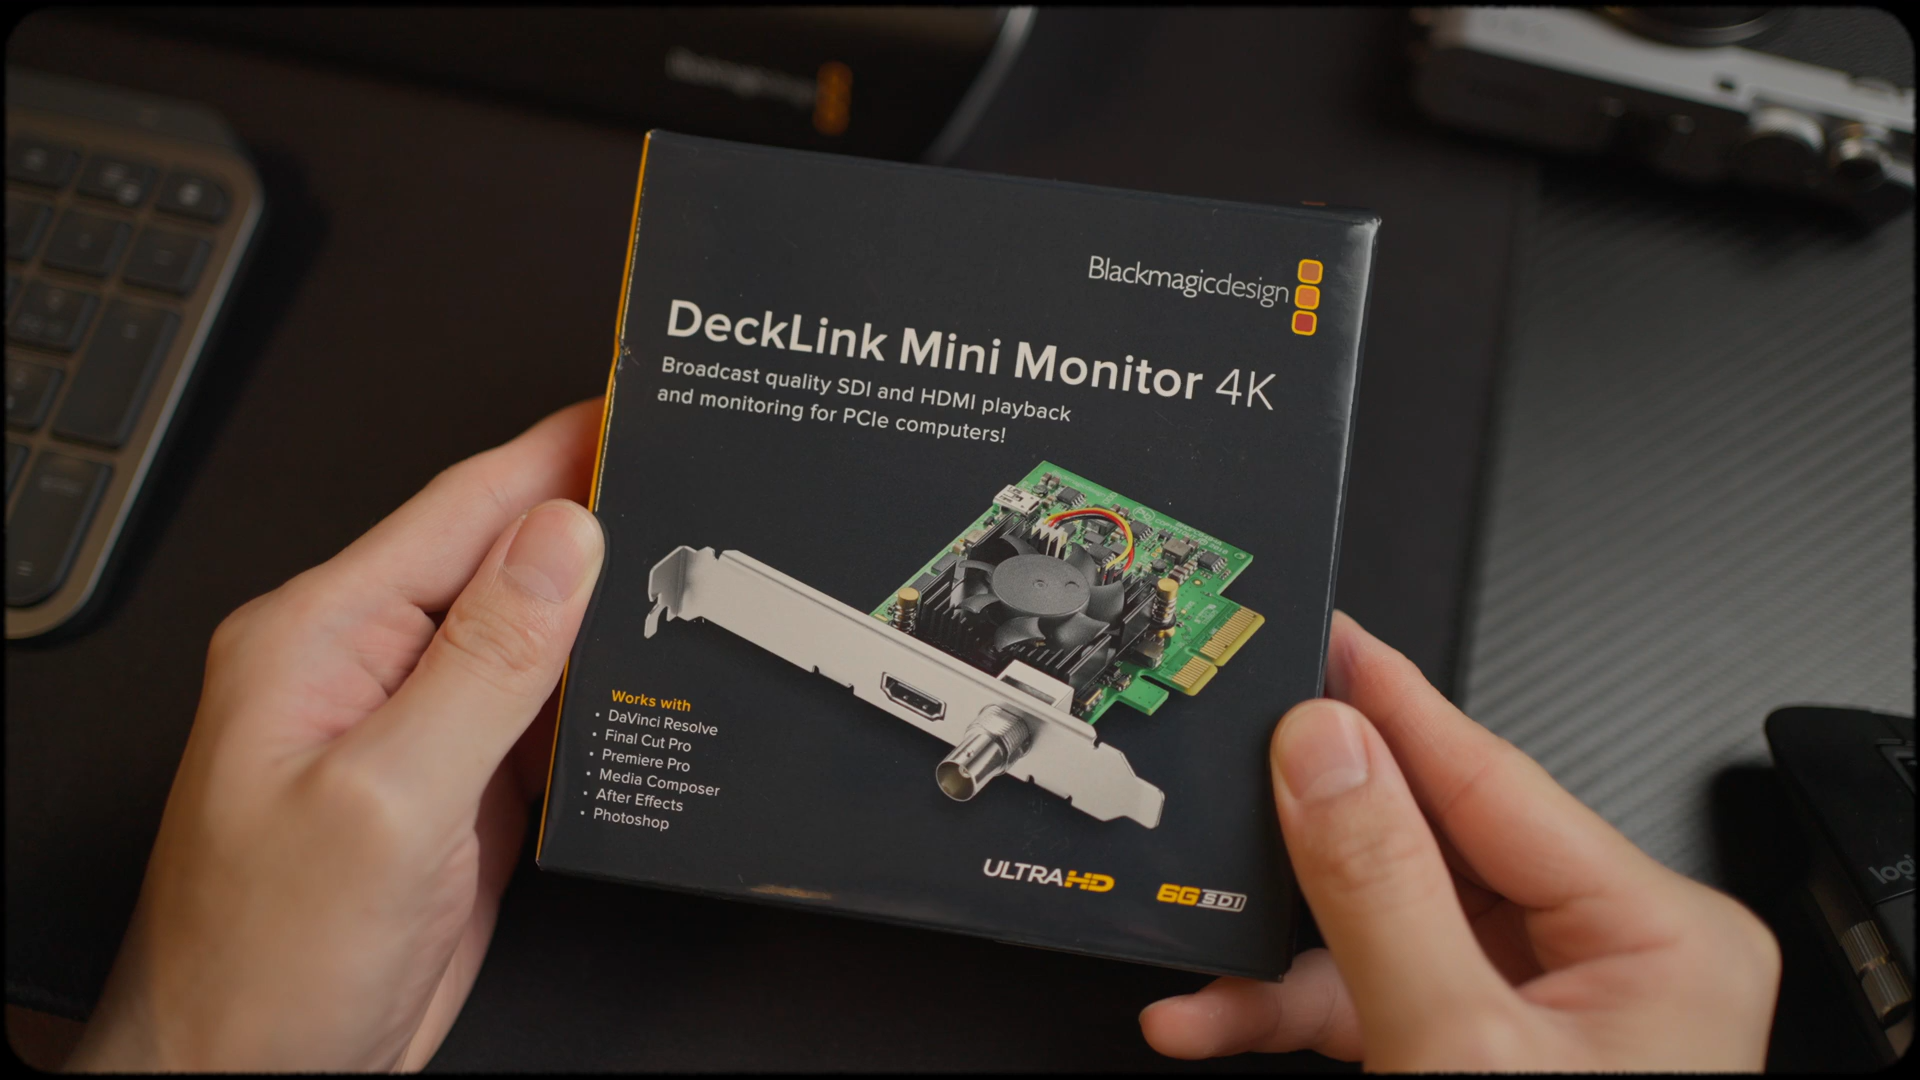 Blackmagicdesign
DeckLink Mini Monitor 4K
Broadcast quality SDI and HDMI playback
and monitoring for PCIe computers!
Works with
• DaVinci Resolve
• Final Cut Pro
• Premiere Pro
• Media Composer
• After Effects
• Photoshop
ULTRAHD
6G SDI
logi